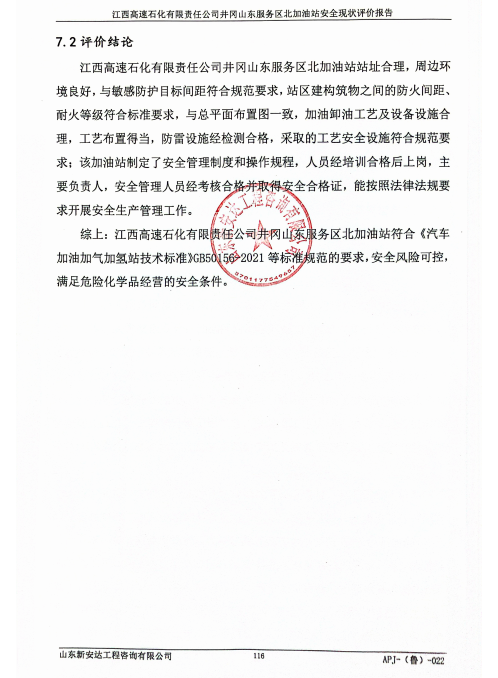 江西高速石化有限责任公司井冈山东服务区北加油站安全现状评价报告
7.2 评价结论
江西高速石化有限责任公司井冈山东服务区北加油站站址合理，周边环
境良好，与敏感防护目标间距符合规范要求，站区建构筑物之间的防火间距、
耐火等级符合标准要求，与总平面布置图一致，加油卸油工艺及设备设施合
理，工艺布置得当，防雷设施经检测合格，采取的工艺安全设施符合规范要
求；该加油站制定了安全管理制度和操作规程，人员经培训合格后上岗，主
要负责人，安全管理人员经考核合格并取得安全合格证，能按照法律法规要
求开展安全生产管理工作。
综上：江西高速石化有限责任公司井冈山东服务区北加油站符合《汽车
加油加气加氢站技术标准》GB50156-2021 等标准规范的要求，安全风险可控，
满足危险化学品经营的安全条件。
山东新安达工程咨询有限公司
116
APJ-（鲁）-022